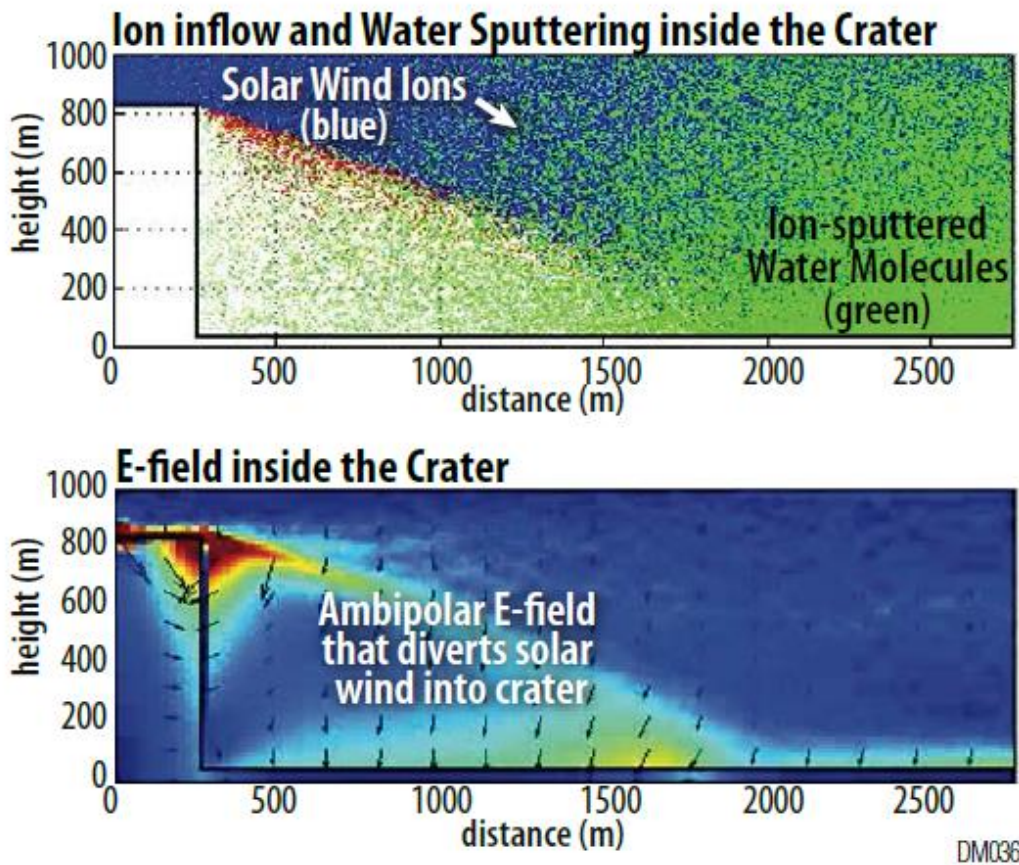 Ion inflow and Water Sputtering inside the Crater
1000
800
600
400
200
0
height (m)
Solar Wind Ions
(blue)
Ion-sputtered
Water Molecules
(green)
0 500 1000 1500 2000 2500
distance (m)
E-field inside the Crater
1000
800
600
400
200
0
height (m)
Ambipolar E-field
that diverts solar
wind into crater
0 500 1000 1500 2000 2500
distance (m)
DM036